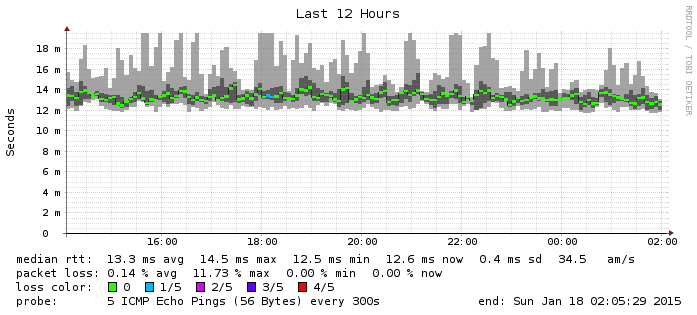 Last 12 Hours
RRDTOOL / TOBI OETIKER
Seconds
18 m
16 m
14 m
12 m
10 m
8 m
6 m
4 m
2 m
0
16:00 18:00 20:00 22:00 00:00 02:00
median rtt: 13.3 ms avg 14.5 ms max 12.5 ms min 12.6 ms now 0.4 ms sd 34.5 am/s
packet loss: 0.14 % avg 11.73 % max 0.00 % min 0.00 % now
loss color: 0 1/5 2/5 3/5 4/5
probe: 5 ICMP Echo Pings (56 Bytes) every 300s end: Sun Jan 18 02:05:29 2015